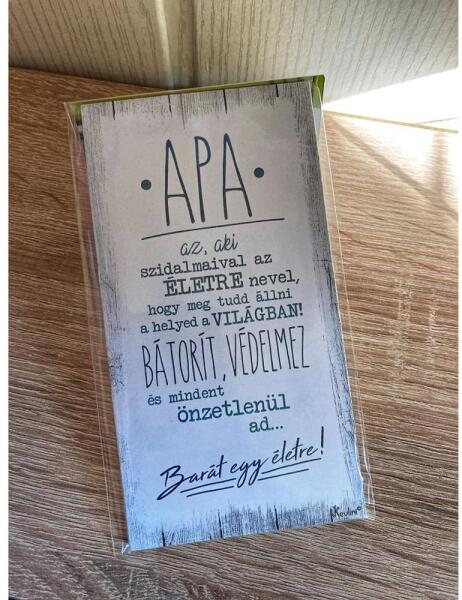 • APA •
az, aki
szidalmaival az
ÉLETRE nevel,
hogy meg tudd állni
a helyed a VILÁGBAN!
BÁTORÍT, VÉDELMEZ
és mindent
önzetlenül
ad...
Barát egy életre!